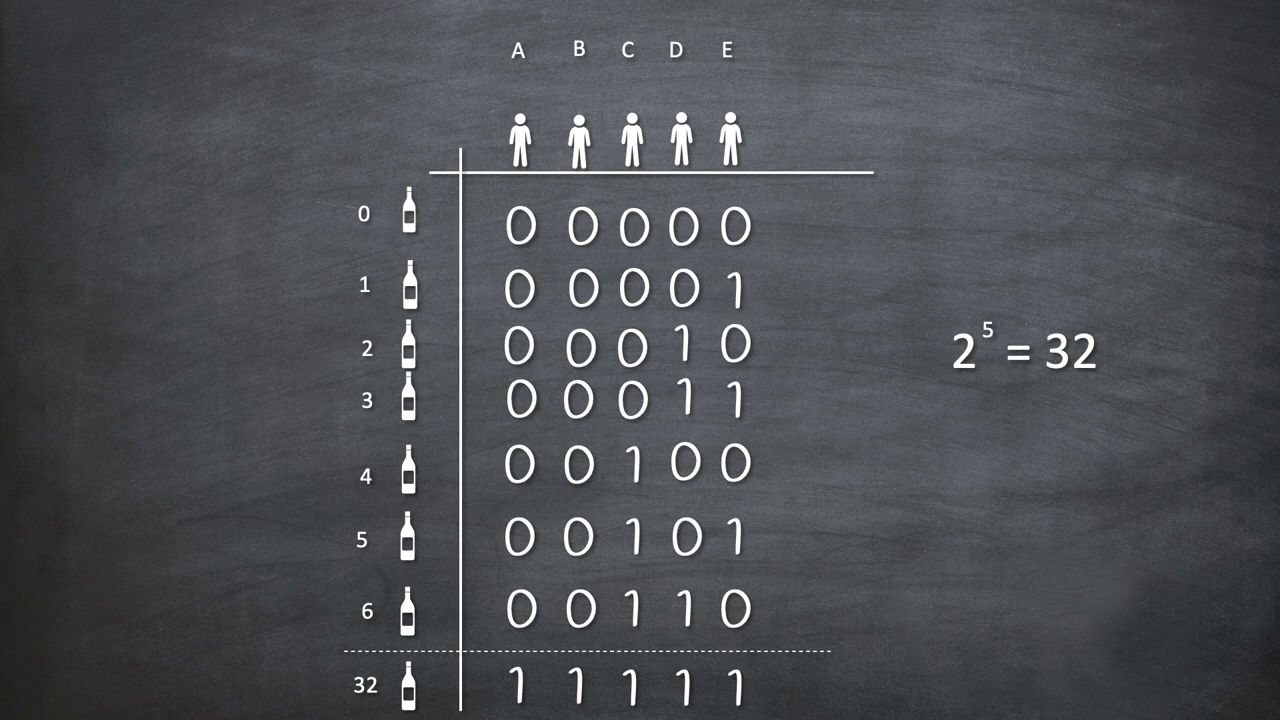 A B C D E
0 0 0 0 0 0
1 0 0 0 0 1
2 0 0 0 1 0
3 0 0 0 1 1
4 0 0 1 0 0
5 0 0 1 0 1
6 0 0 1 1 0
32 1 1 1 1 1
2⁵ = 32